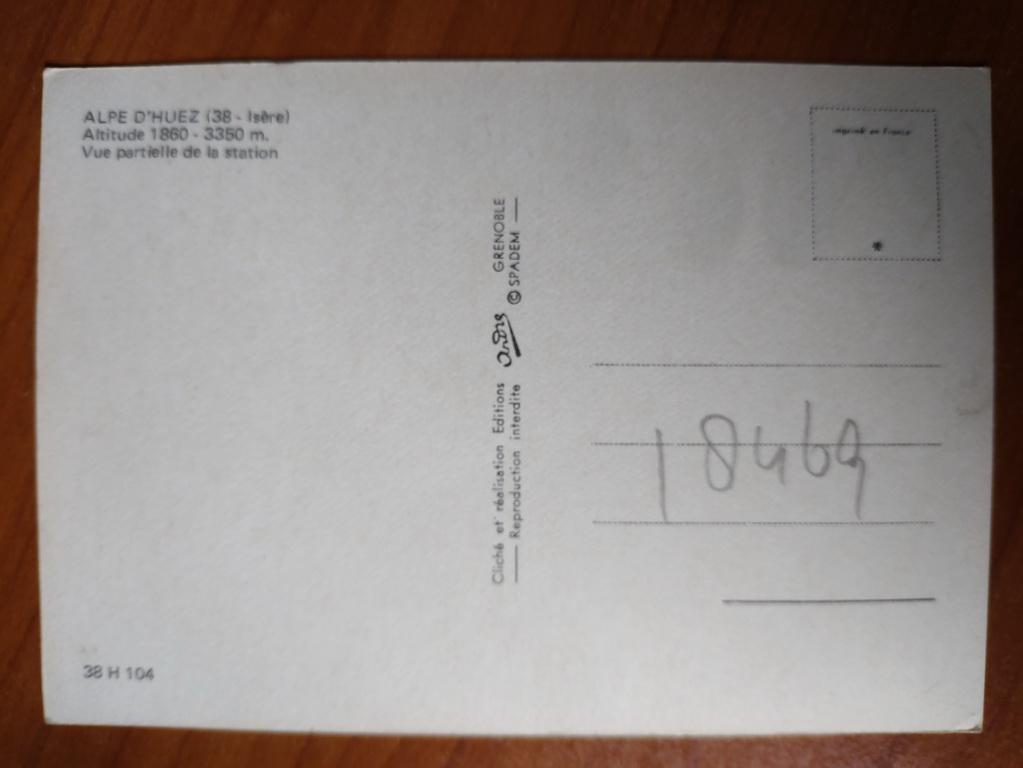 ALPE D'HUEZ (38 - Isère)
Altitude 1860 - 3350 m.
Vue partielle de la station
Imprimé en France
*
Cliché et réalisation Editions André GRENOBLE
Reproduction interdite © SPADEM
18469
38 H 104